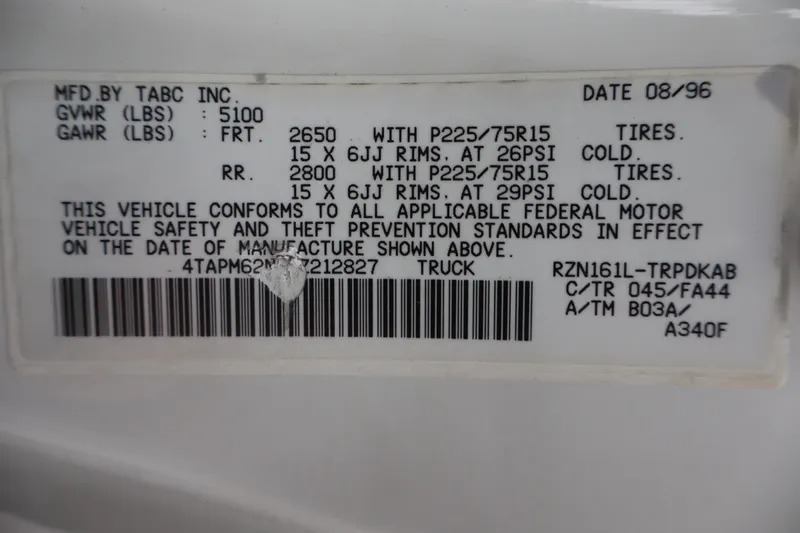 MFD.BY TABC INC. DATE 08/96
GVWR (LBS) : 5100
GAWR (LBS) : FRT. 2650 WITH P225/75R15 TIRES.
15 X 6JJ RIMS. AT 26PSI COLD.
RR. 2800 WITH P225/75R15 TIRES.
15 X 6JJ RIMS. AT 29PSI COLD.
THIS VEHICLE CONFORMS TO ALL APPLICABLE FEDERAL MOTOR
VEHICLE SAFETY AND THEFT PREVENTION STANDARDS IN EFFECT
ON THE DATE OF MANUFACTURE SHOWN ABOVE.
TRUCK RZN161L-TRPDKAB
C/TR 045/FA44
A/TM B03A/
A340F